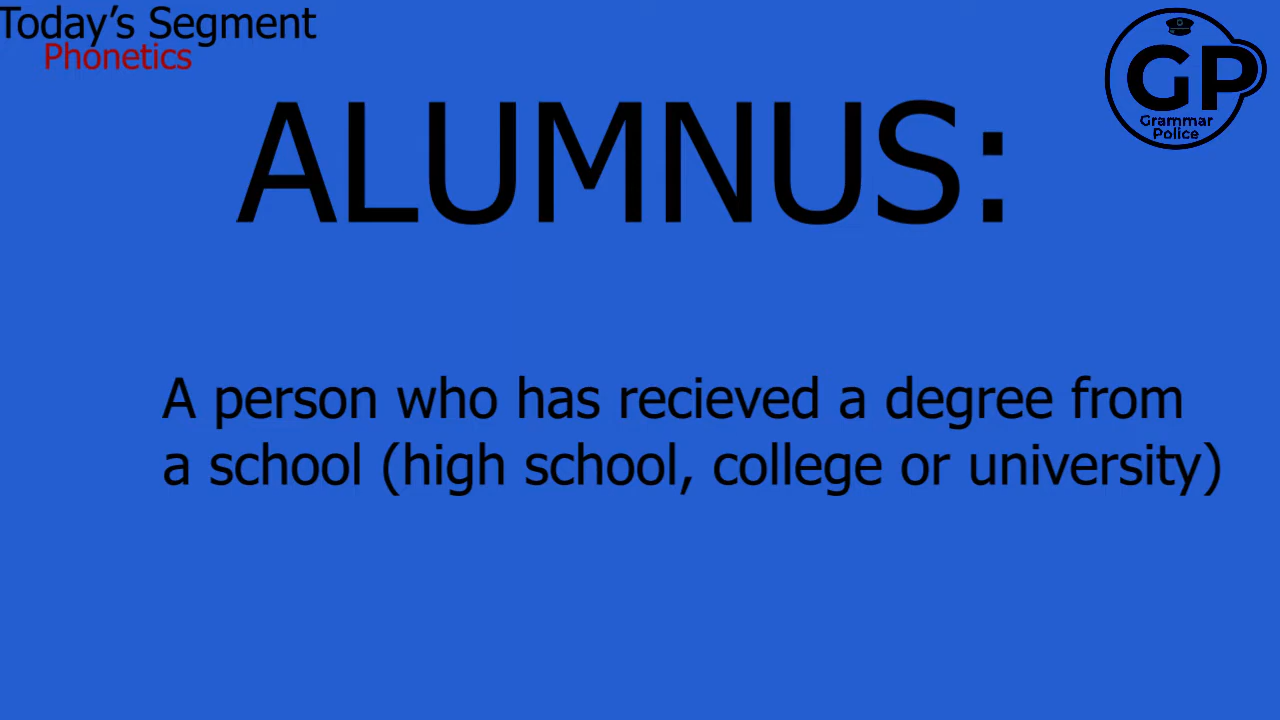 Today's Segment
Phonetics
GP
Grammar
Police
ALUMNUS:
A person who has recieved a degree from
a school (high school, college or university)